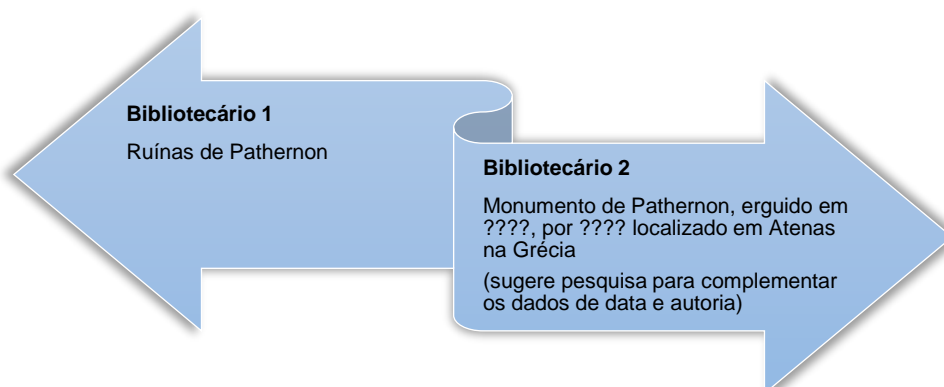 Bibliotecário 1
Ruínas de Pathernon
Bibliotecário 2
Monumento de Pathernon, erguido em
????, por ???? localizado em Atenas
na Grécia
(sugere pesquisa para complementar
os dados de data e autoria)